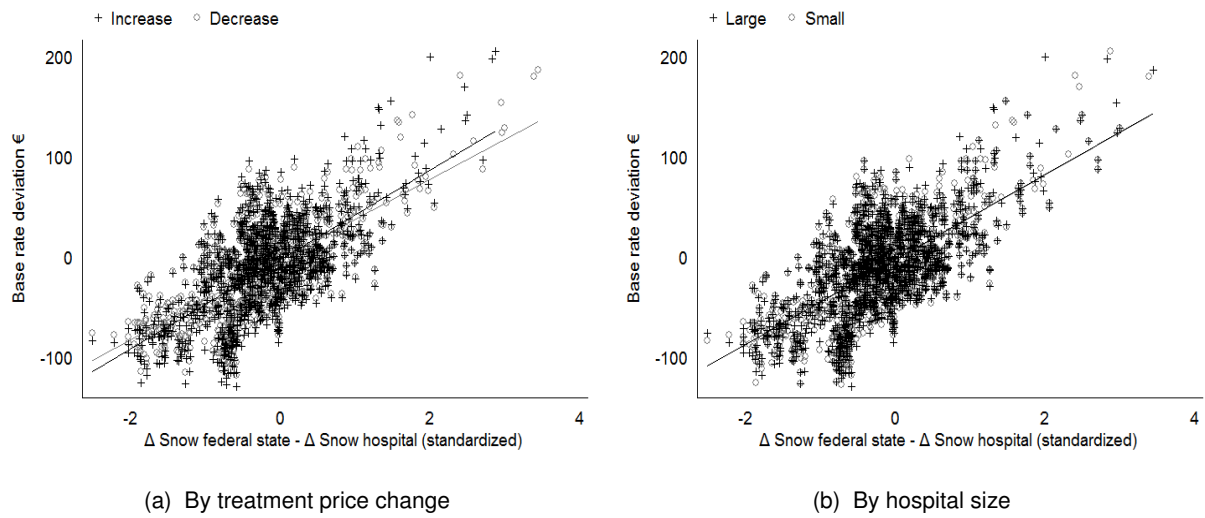 + Increase ○ Decrease
200
100
0
-100
Base rate deviation €
-2 0 2 4
Δ Snow federal state - Δ Snow hospital (standardized)
(a) By treatment price change
+ Large ○ Small
200
100
0
-100
Base rate deviation €
-2 0 2 4
Δ Snow federal state - Δ Snow hospital (standardized)
(b) By hospital size